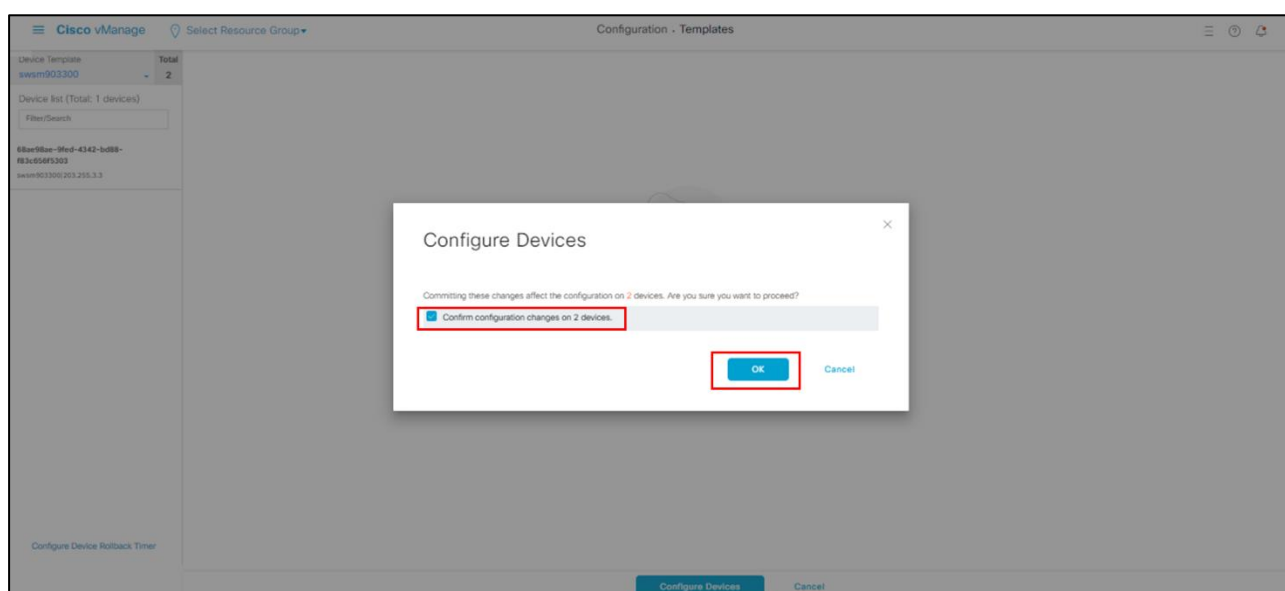 Cisco vManage
Select Resource Group
Configuration · Templates
Device Template
Total
swsm903300
2
Device list (Total: 1 devices)
Filter/Search
68ae98ae-9fed-4342-bd88-
f83c656f5303
swsm903300|203.255.3.3
Configure Devices
Committing these changes affect the configuration on 2 devices. Are you sure you want to proceed?
Confirm configuration changes on 2 devices.
OK
Cancel
Configure Device Rollback Timer
Configure Devices
Cancel